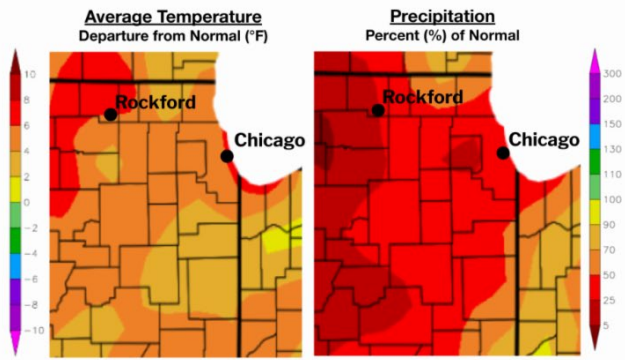 Average Temperature
Departure from Normal (°F)
Precipitation
Percent (%) of Normal
10
8
6
4
2
0
−2
−4
−6
−8
−10
Rockford
Chicago
Rockford
Chicago
300
200
150
130
110
100
90
70
50
25
5